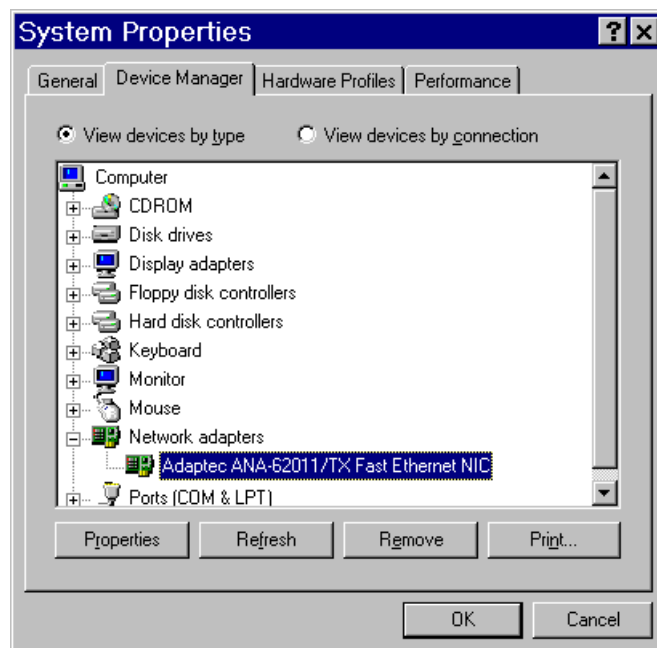 System Properties
General Device Manager Hardware Profiles Performance
View devices by type View devices by connection
Computer
CDROM
Disk drives
Display adapters
Floppy disk controllers
Hard disk controllers
Keyboard
Monitor
Mouse
Network adapters
Adaptec ANA-62011/TX Fast Ethernet NIC
Ports (COM & LPT)
Properties Refresh Remove Print...
OK Cancel